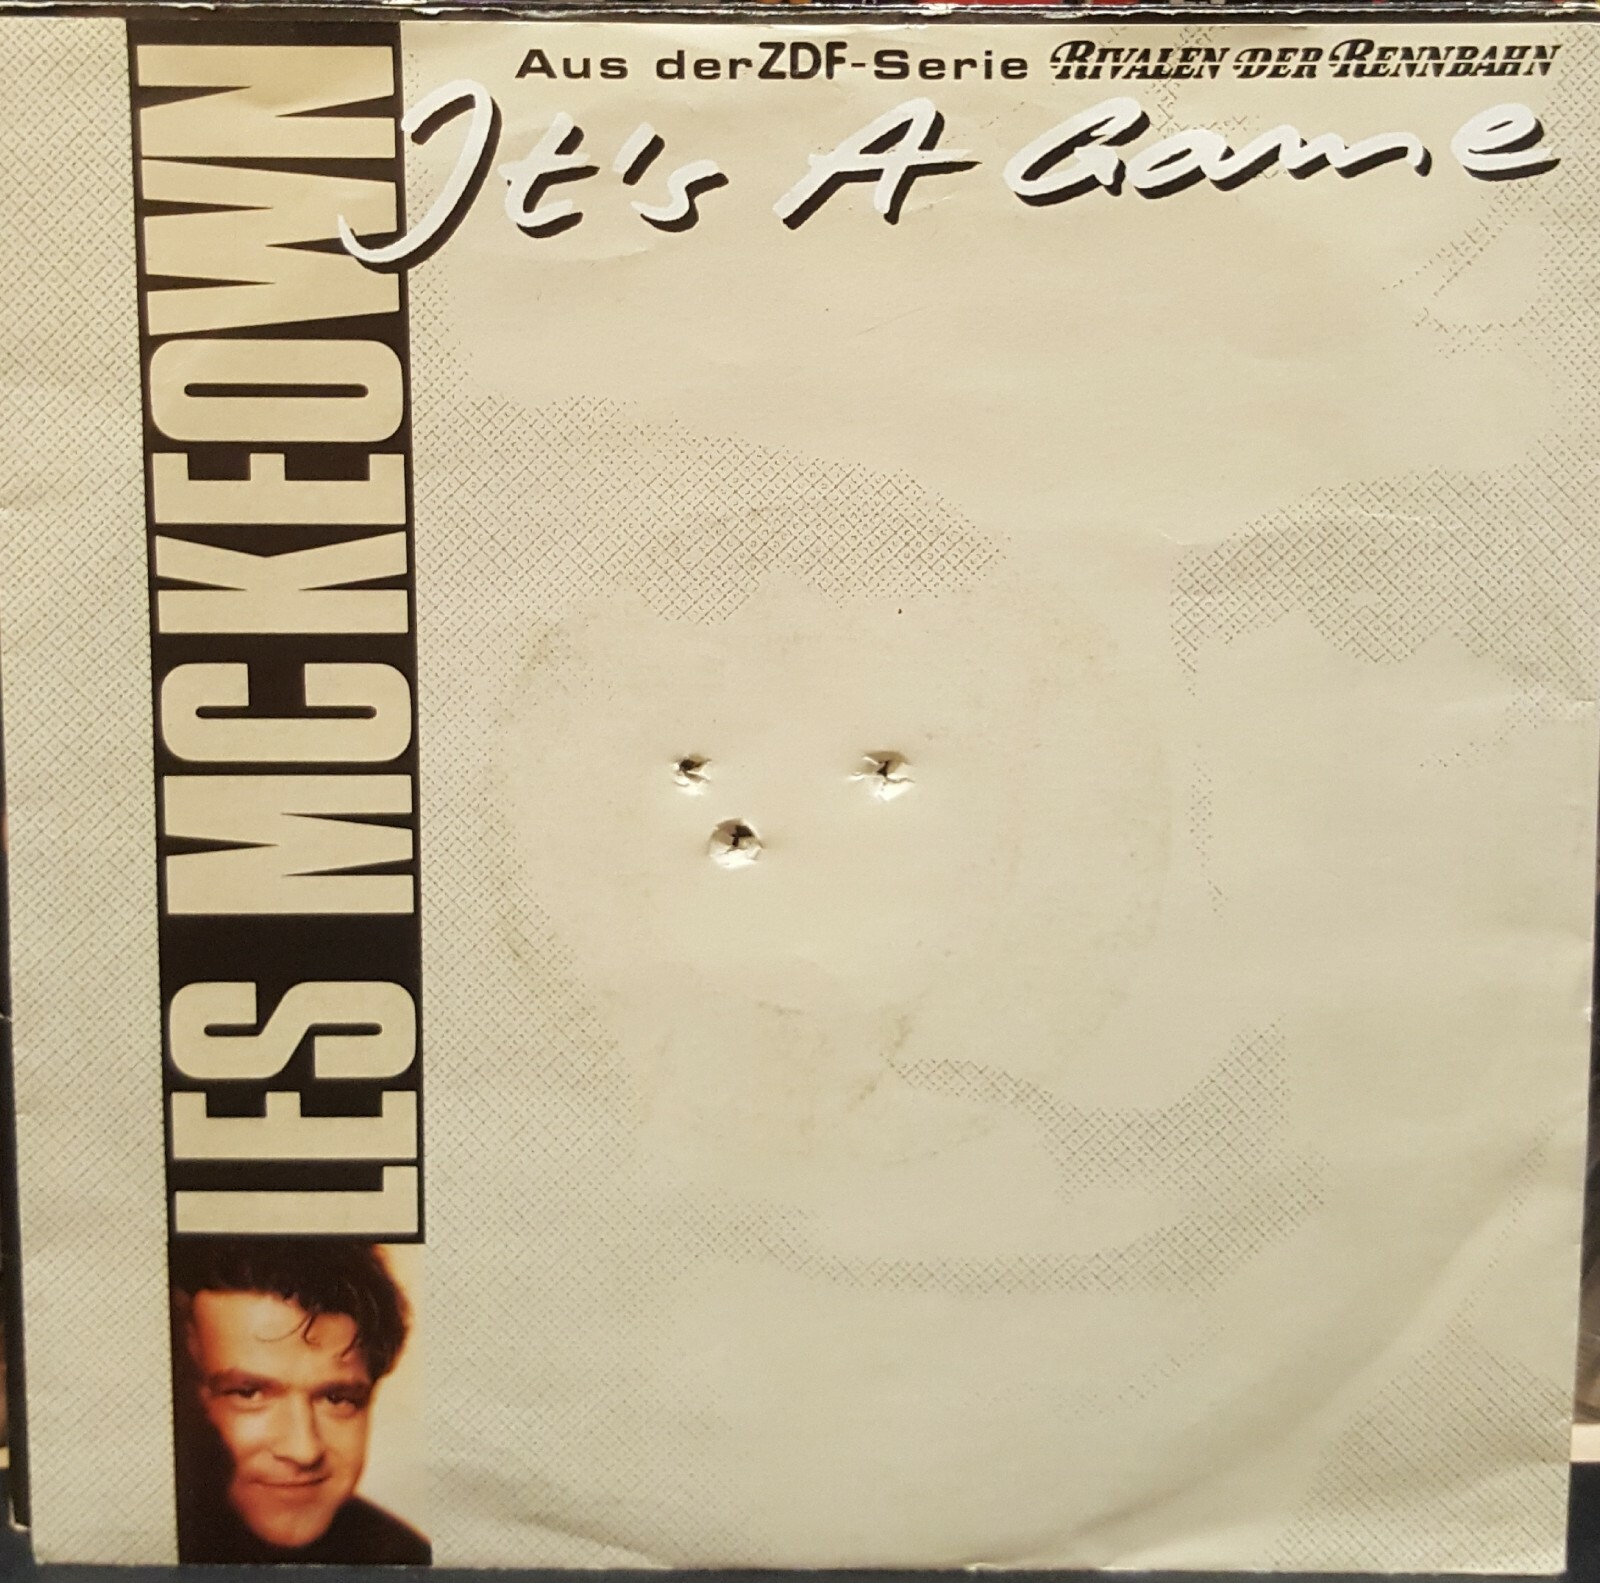 Aus der ZDF-Serie RIVALEN DER RENNBAHN
It's A Game
LES MCKEOWN